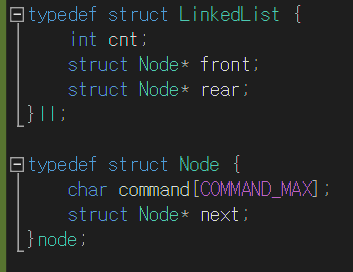 typedef struct LinkedList {
int cnt;
struct Node* front;
struct Node* rear;
}ll;
typedef struct Node {
char command[COMMAND_MAX];
struct Node* next;
}node;